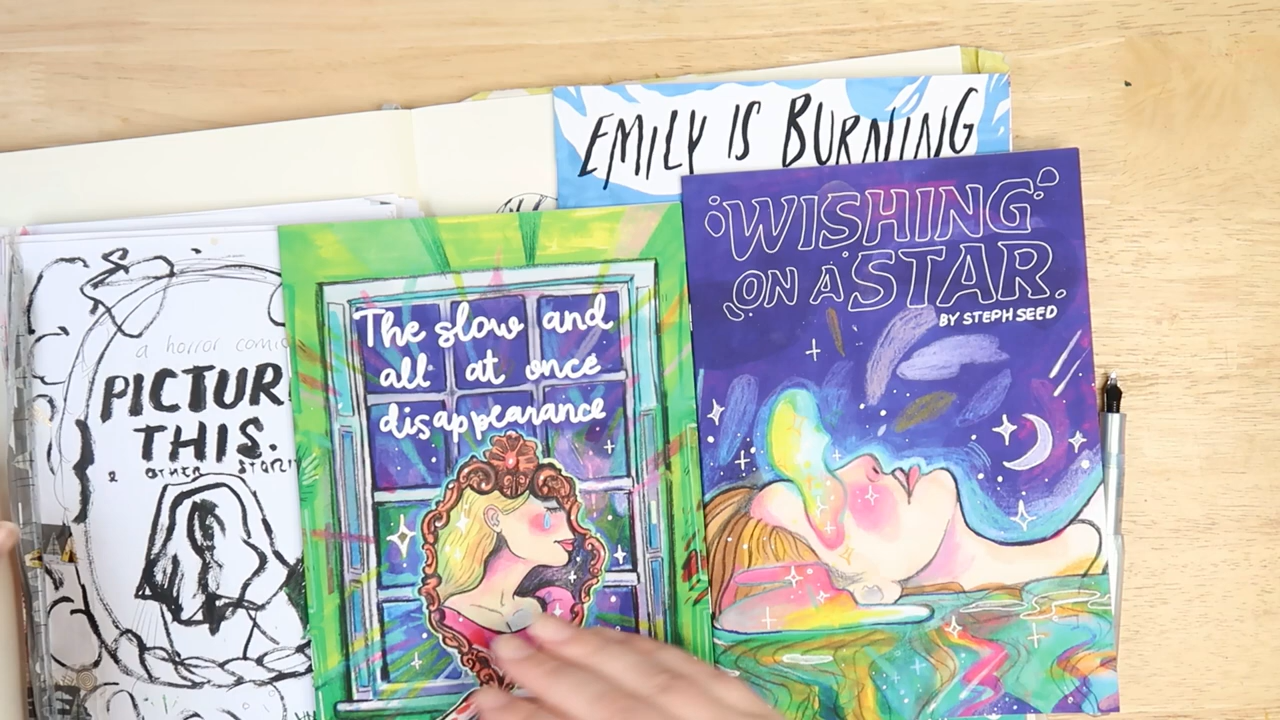 EMILY IS BURNING
WISHING
ON A STAR.
BY STEPH SEED
The slow and
all at once
disappearance
a horror comic
PICTUR
THIS.
& OTHER STORI